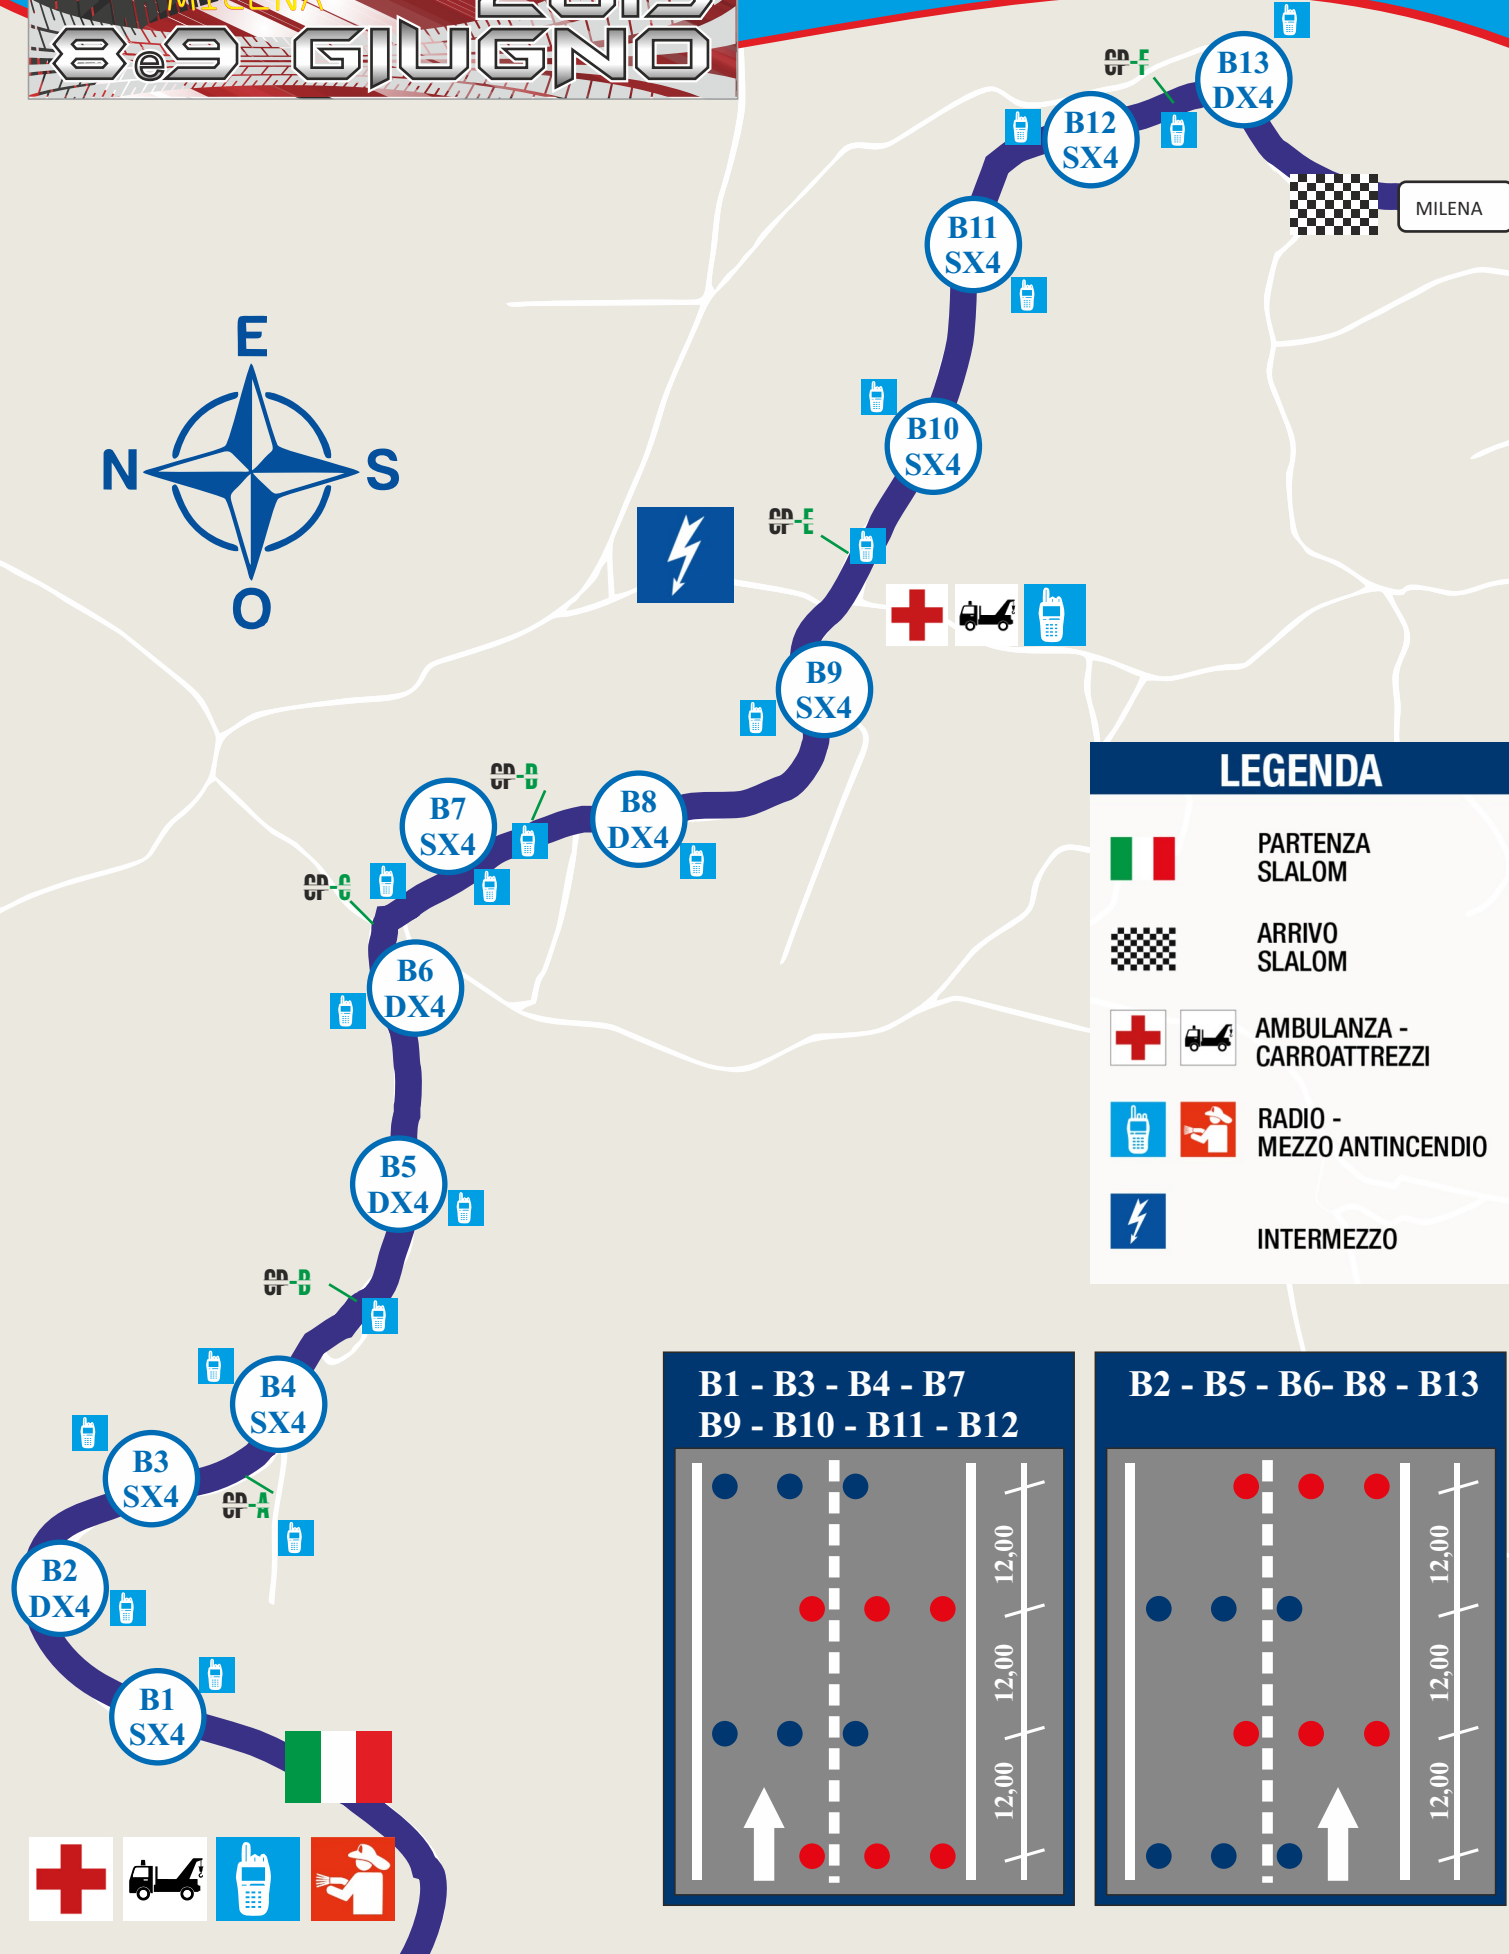 MILENA
2019
8e9 GIUGNO
CP-F
B13
DX4
B12
SX4
MILENA
B11
SX4
E
N
S
O
B10
SX4
CP-E
B9
SX4
CP-D
B8
DX4
B7
SX4
CP-C
B6
DX4
B5
DX4
CP-B
B4
SX4
B3
SX4
CP-A
B2
DX4
B1
SX4
LEGENDA
PARTENZA
SLALOM
ARRIVO
SLALOM
AMBULANZA -
CARROATTREZZI
RADIO -
MEZZO ANTINCENDIO
INTERMEZZO
B1 - B3 - B4 - B7
B9 - B10 - B11 - B12
12,00
12,00
12,00
B2 - B5 - B6- B8 - B13
12,00
12,00
12,00